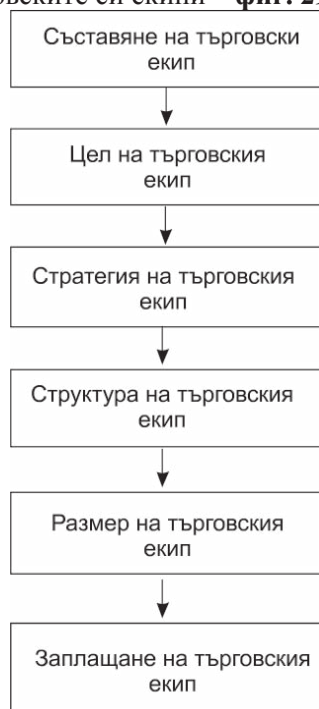 си екипи
фиг. 2
Съставяне на търговски
екип
Цел на търговския
екип
Стратегия на търговския
екип
Структура на търговския
екип
Размер на търговския
екип
Заплащане на търговския
екип